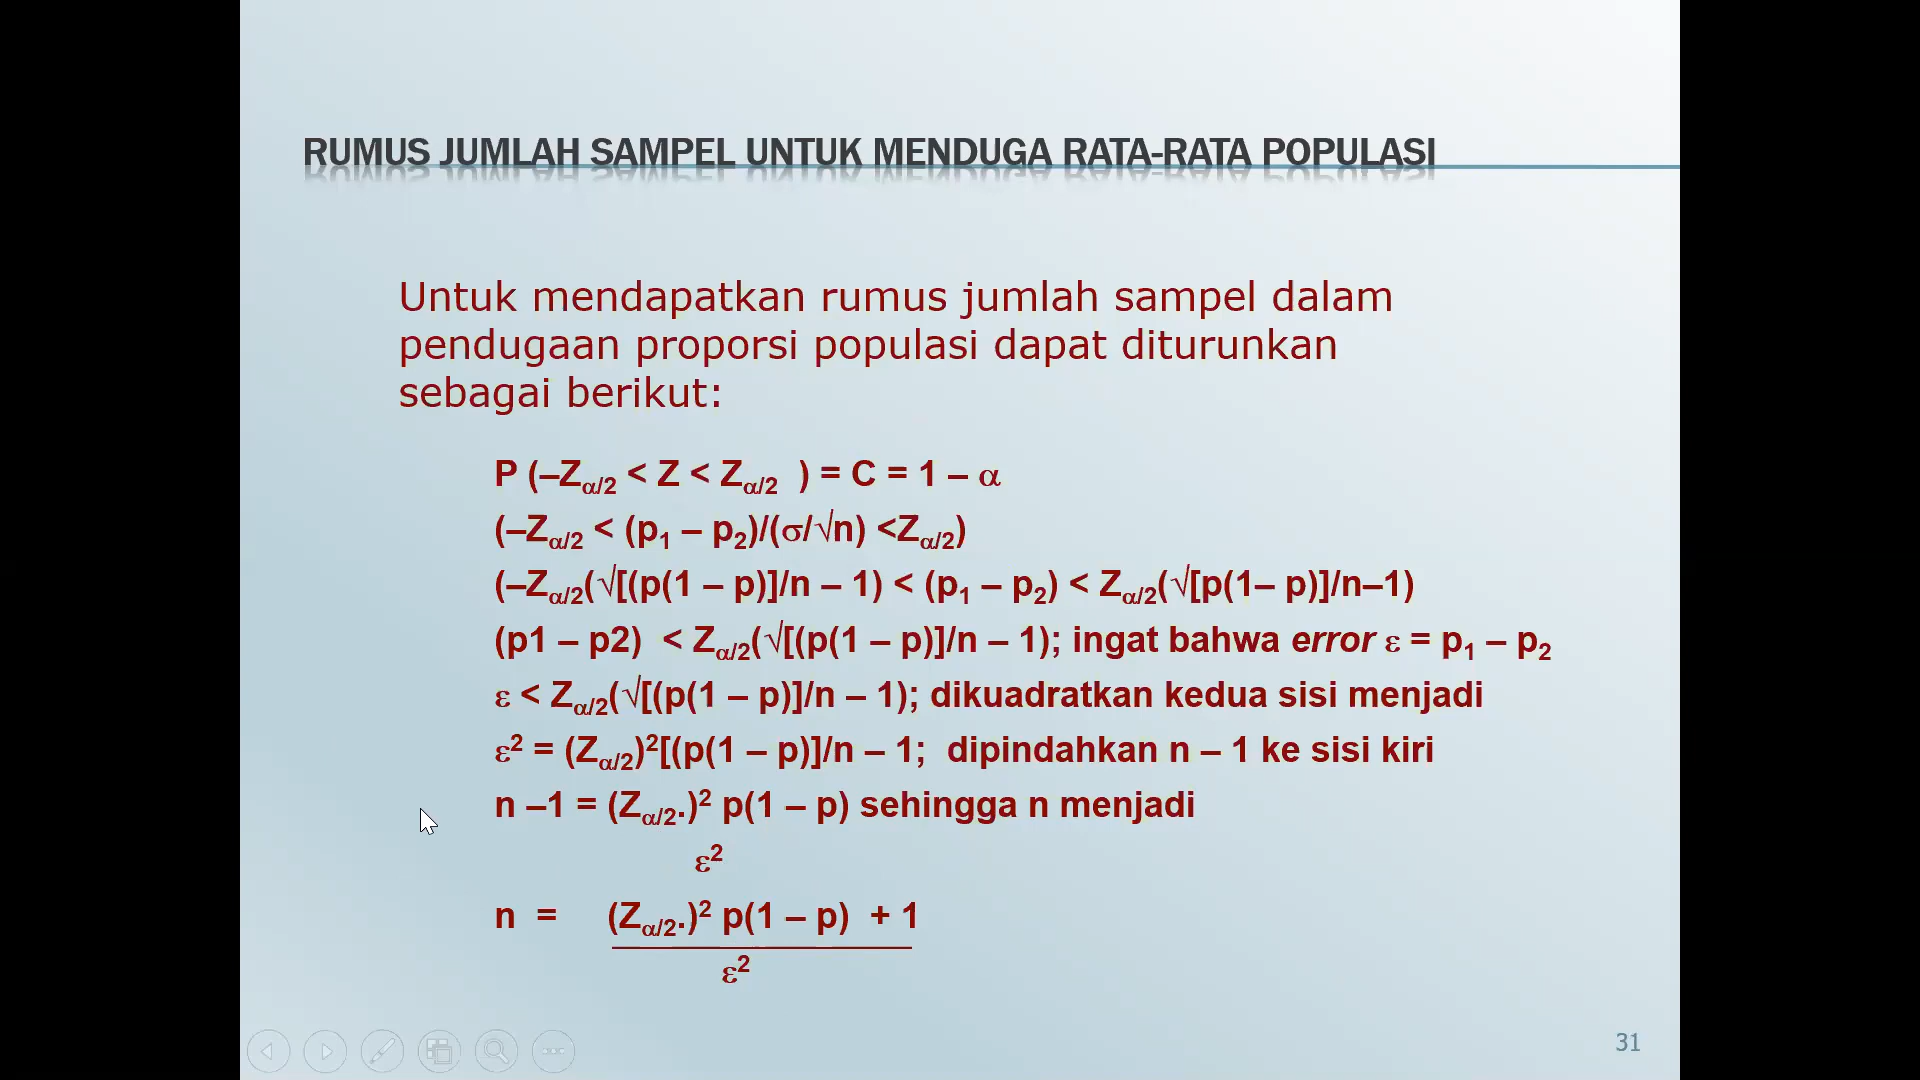 RUMUS JUMLAH SAMPEL UNTUK MENDUGA RATA-RATA POPULASI
Untuk mendapatkan rumus jumlah sampel dalam
pendugaan proporsi populasi dapat diturunkan
sebagai berikut:
P (–Zα/2 < Z < Zα/2 ) = C = 1 – α
(–Zα/2 < (p1 – p2)/(σ/√n) <Zα/2)
(–Zα/2(√[(p(1 – p)]/n – 1) < (p1 – p2) < Zα/2(√[p(1– p)]/n–1)
(p1 – p2) < Zα/2(√[(p(1 – p)]/n – 1); ingat bahwa error ε = p1 – p2
ε < Zα/2(√[(p(1 – p)]/n – 1); dikuadratkan kedua sisi menjadi
ε² = (Zα/2)²[(p(1 – p)]/n – 1; dipindahkan n – 1 ke sisi kiri
n –1 = (Zα/2.)² p(1 – p) sehingga n menjadi
ε²
n = (Zα/2.)² p(1 – p) + 1
ε²
31